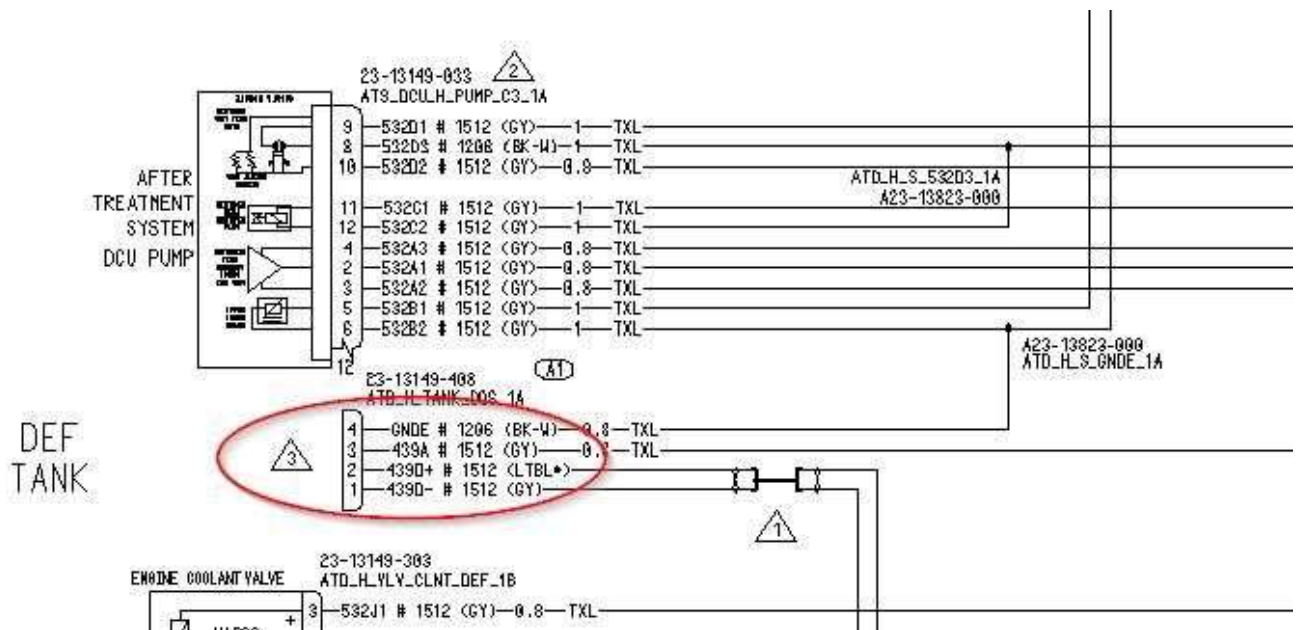 23-13149-033 2
ATS_DCU_H_PUMP_C3_1A
AFTER
TREATMENT
SYSTEM
DCU PUMP
9 532D1 # 1512 (GY) 1 TXL
8 532DS # 1206 (BK-W) 1 TXL
10 532D2 # 1512 (GY) 0.8 TXL
11 532C1 # 1512 (GY) 1 TXL
12 532C2 # 1512 (GY) 1 TXL
4 532A3 # 1512 (GY) 0.8 TXL
2 532A1 # 1512 (GY) 0.8 TXL
3 532A2 # 1512 (GY) 0.8 TXL
5 532B1 # 1512 (GY) 1 TXL
6 532B2 # 1512 (GY) 1 TXL
12
ATD_H_S_532D3_1A
A23-13823-000
A23-13823-000
ATD_H_S_GNDE_1A
A1
23-13149-408
ATD_H_TANK_DQS_1A
DEF
TANK
3
4 GNDE # 1206 (BK-W) 0.8 TXL
3 439A # 1512 (GY) TXL
2 439D+ # 1512 (LTBL*)
1 439D- # 1512 (GY)
1
23-13149-303
ATD_H_VLV_CLNT_DEF_1B
ENGINE COOLANT VALVE
3 532J1 # 1512 (GY) 0.8 TXL
+